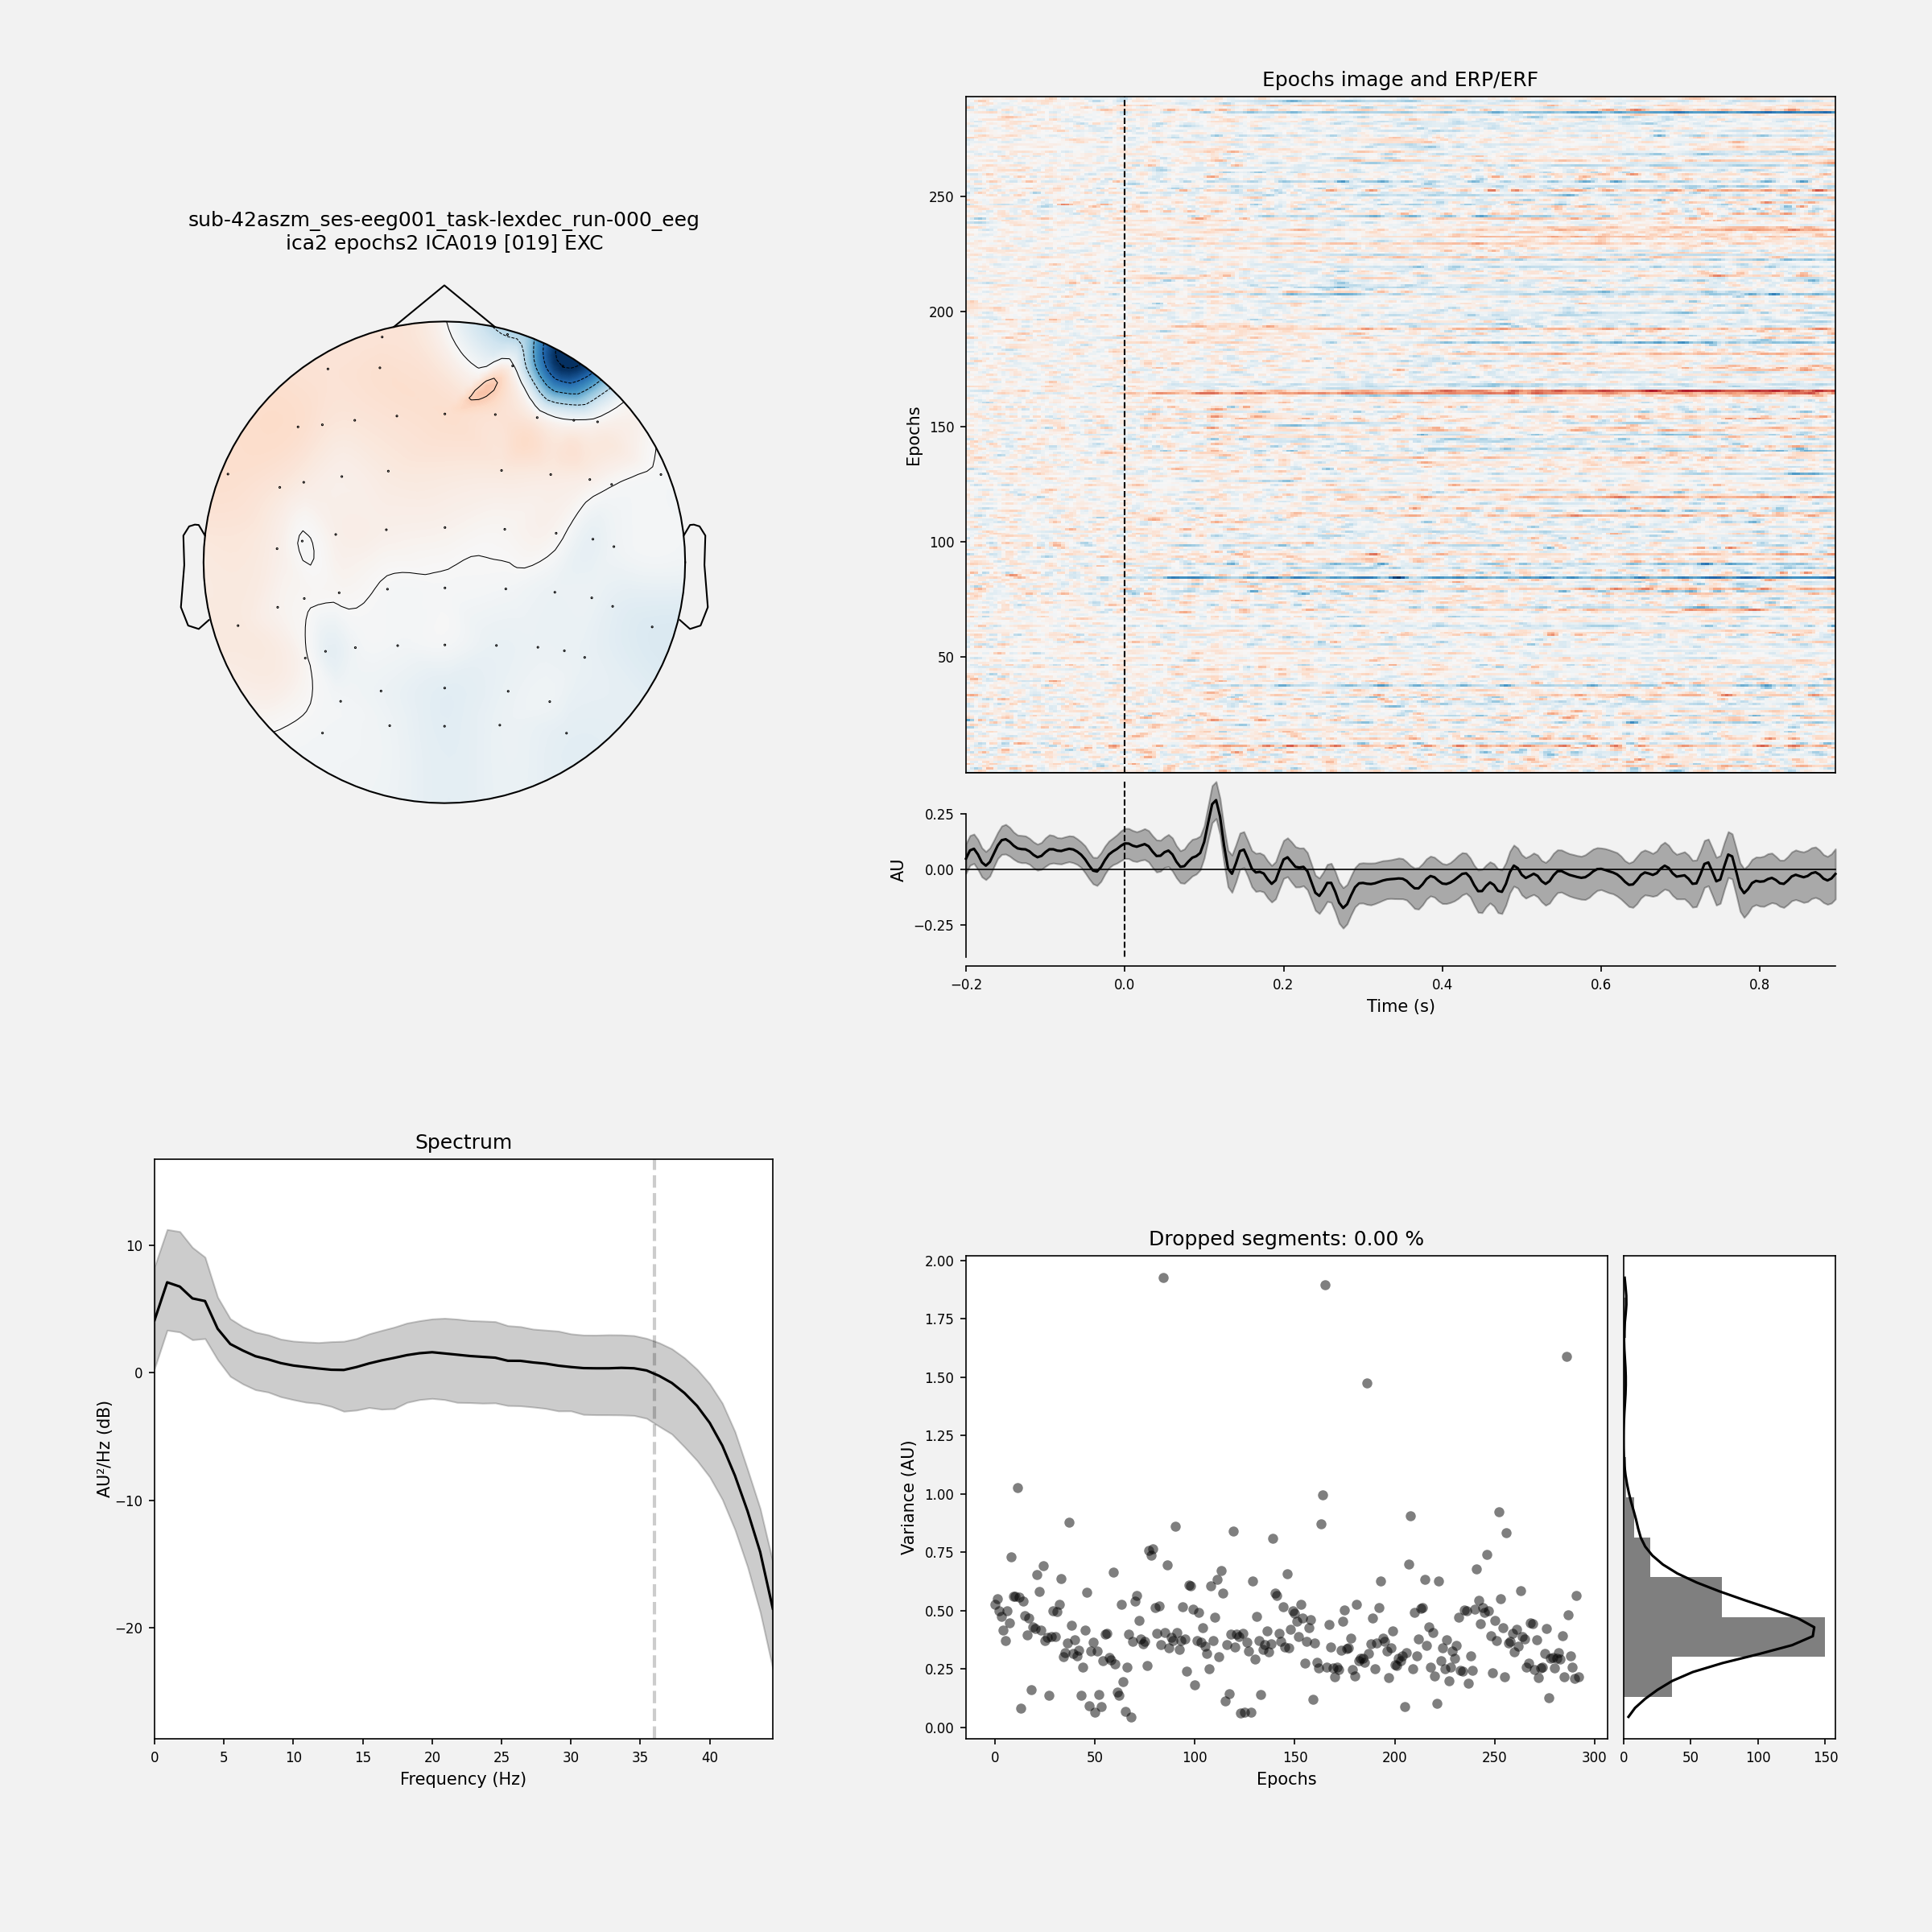 sub-42aszm_ses-eeg001_task-lexdec_run-000_eeg
ica2 epochs2 ICA019 [019] EXC
Epochs image and ERP/ERF
Epochs
250
200
150
100
50
AU
0.25
0.00
−0.25
−0.2 0.0 0.2 0.4 0.6 0.8
Time (s)
Spectrum
AU²/Hz (dB)
10
0
−10
−20
0 5 10 15 20 25 30 35 40
Frequency (Hz)
Dropped segments: 0.00 %
Variance (AU)
2.00
1.75
1.50
1.25
1.00
0.75
0.50
0.25
0.00
0 50 100 150 200 250 300
Epochs
0 50 100 150